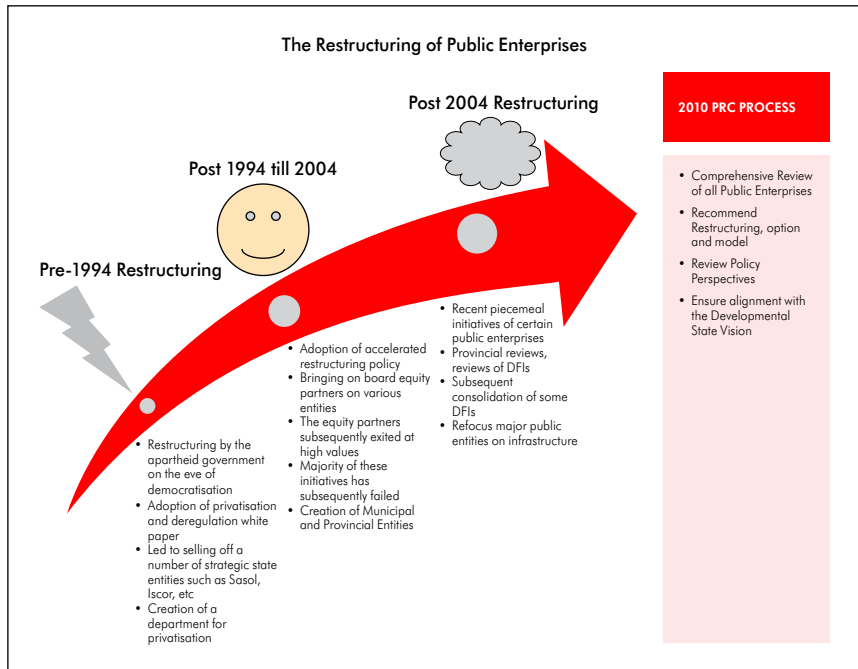 The Restructuring of Public Enterprises
Pre-1994 Restructuring
• Restructuring by the
apartheid government
on the eve of
democratisation
• Adoption of privatisation
and deregulation white
paper
• Led to selling off a
number of strategic state
entities such as Sasol,
Iscor, etc
• Creation of a
department for
privatisation
Post 1994 till 2004
• Adoption of accelerated
restructuring policy
• Bringing on board equity
partners on various
entities
• The equity partners
subsequently exited at
high values
• Majority of these
initiatives has
subsequently failed
• Creation of Municipal
and Provincial Entities
Post 2004 Restructuring
• Recent piecemeal
initiatives of certain
public enterprises
• Provincial reviews,
reviews of DFIs
• Subsequent
consolidation of some
DFIs
• Refocus major public
entities on infrastructure
2010 PRC PROCESS
• Comprehensive Review
of all Public Enterprises
• Recommend
Restructuring, option
and model
• Review Policy
Perspectives
• Ensure alignment with
the Developmental
State Vision